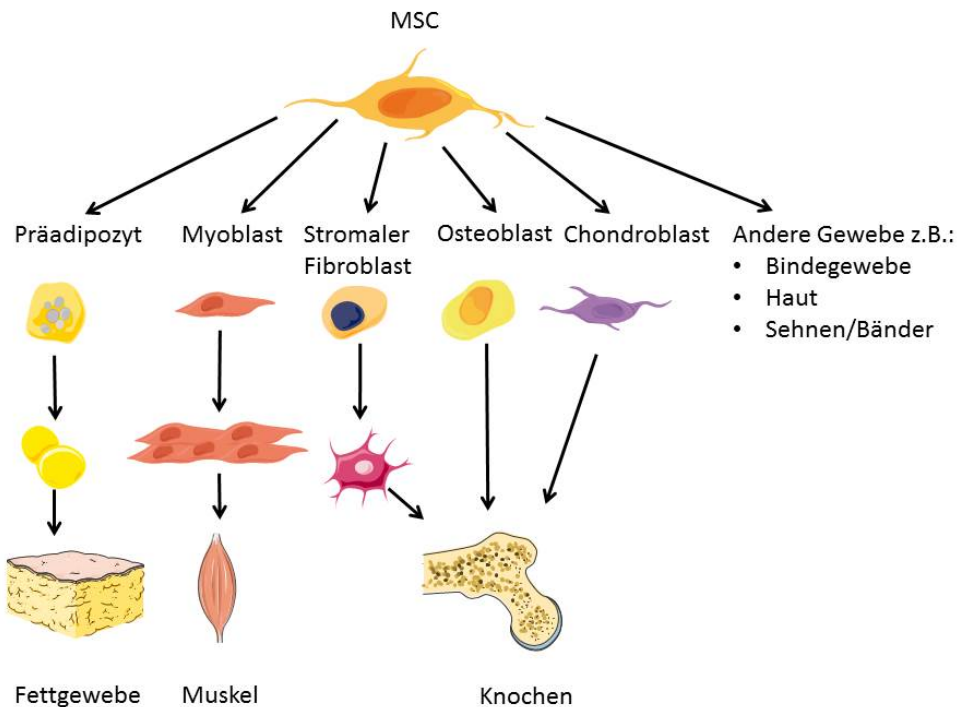 MSC
Präadipozyt
Myoblast
Stromaler
Fibroblast
Osteoblast
Chondroblast
Andere Gewebe z.B.:
• Bindegewebe
• Haut
• Sehnen/Bänder
Fettgewebe
Muskel
Knochen